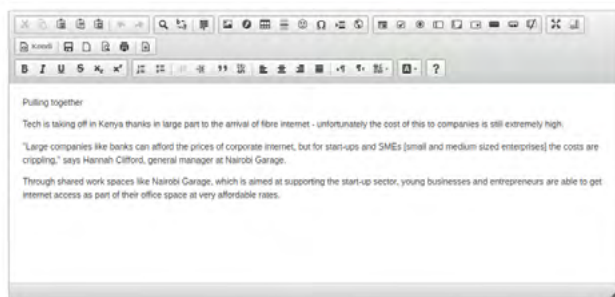 Koodi
B I U S x₂ x²
?
Pulling together
Tech is taking off in Kenya thanks in large part to the arrival of fibre internet - unfortunately the cost of this to companies is still extremely high.
"Large companies like banks can afford the prices of corporate internet, but for start-ups and SMEs [small and medium sized enterprises] the costs are
crippling," says Hannah Clifford, general manager at Nairobi Garage.
Through shared work spaces like Nairobi Garage, which is aimed at supporting the start-up sector, young businesses and entrepreneurs are able to get
internet access as part of their office space at very affordable rates.